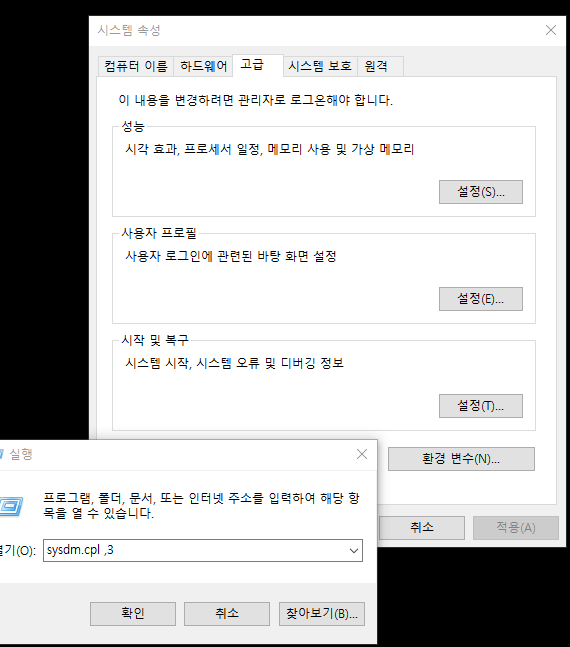 시스템 속성
컴퓨터 이름 하드웨어 고급 시스템 보호 원격
이 내용을 변경하려면 관리자로 로그온해야 합니다.
성능
시각 효과, 프로세서 일정, 메모리 사용 및 가상 메모리
설정(S)...
사용자 프로필
사용자 로그인에 관련된 바탕 화면 설정
설정(E)...
시작 및 복구
시스템 시작, 시스템 오류 및 디버깅 정보
설정(T)...
환경 변수(N)...
취소 적용(A)
실행
프로그램, 폴더, 문서, 또는 인터넷 주소를 입력하여 해당 항
목을 열 수 있습니다.
기(O): sysdm.cpl ,3
확인 취소 찾아보기(B)...